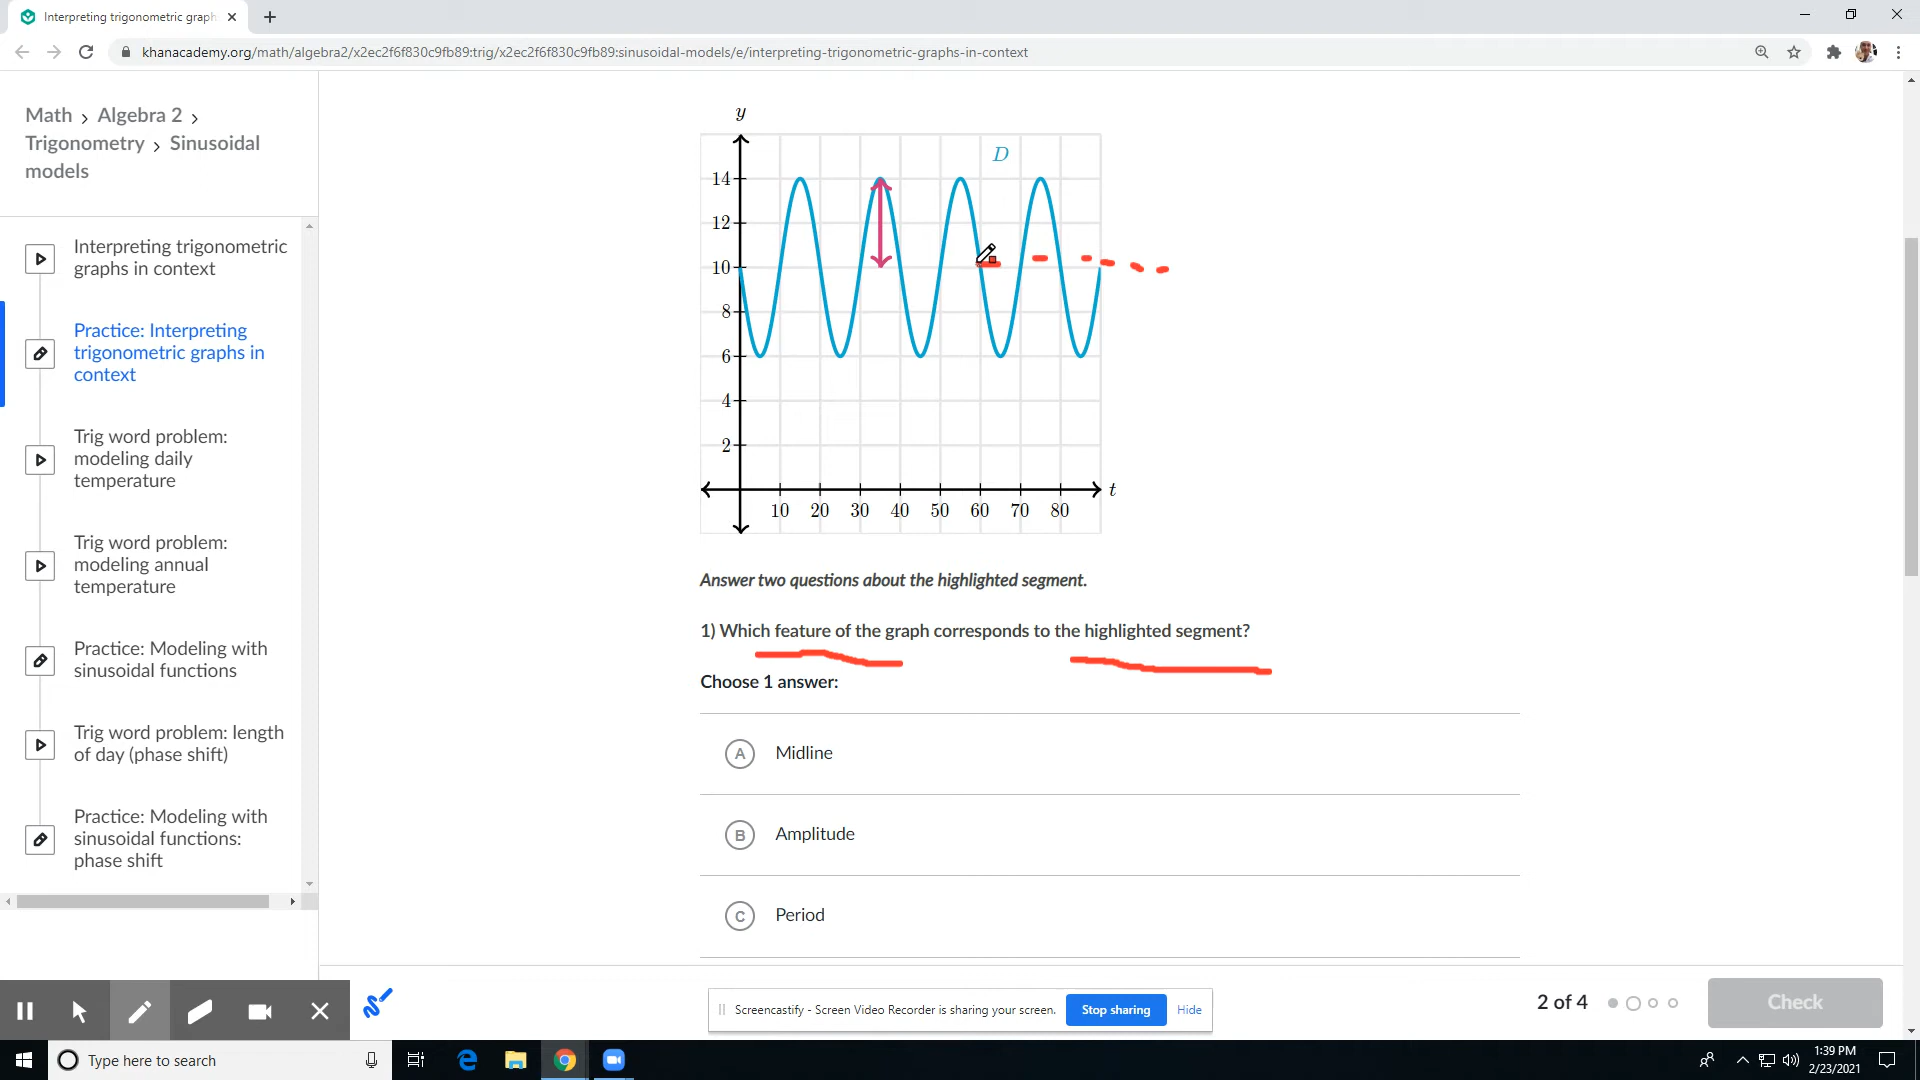 Interpreting trigonometric graph
khanacademy.org/math/algebra2/x2ec2f6f830c9fb89:trig/x2ec2f6f830c9fb89:sinusoidal-models/e/interpreting-trigonometric-graphs-in-context
Math > Algebra 2 >
Trigonometry > Sinusoidal
models
Interpreting trigonometric
graphs in context
Practice: Interpreting
trigonometric graphs in
context
Trig word problem:
modeling daily
temperature
Trig word problem:
modeling annual
temperature
Practice: Modeling with
sinusoidal functions
Trig word problem: length
of day (phase shift)
Practice: Modeling with
sinusoidal functions:
phase shift
y
D
14
12
10
8
6
4
2
t
10 20 30 40 50 60 70 80
Answer two questions about the highlighted segment.
1) Which feature of the graph corresponds to the highlighted segment?
Choose 1 answer:
A Midline
B Amplitude
C Period
Screencastify - Screen Video Recorder is sharing your screen. Stop sharing Hide
2 of 4
Check
Type here to search
1:39 PM
2/23/2021